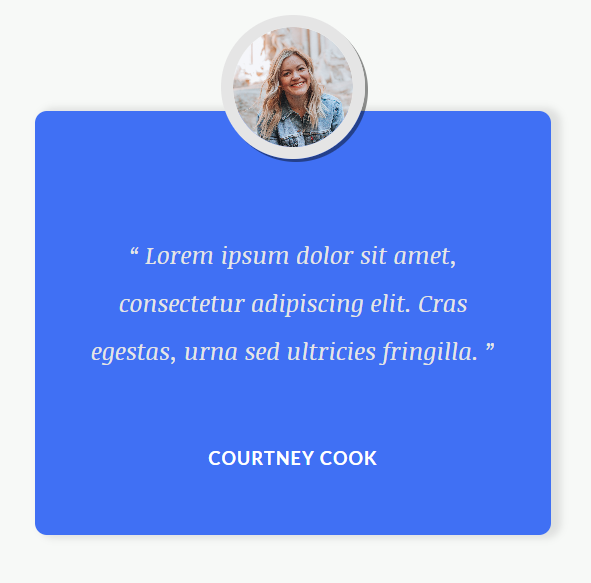 “ Lorem ipsum dolor sit amet,
consectetur adipiscing elit. Cras
egestas, urna sed ultricies fringilla. ”
COURTNEY COOK